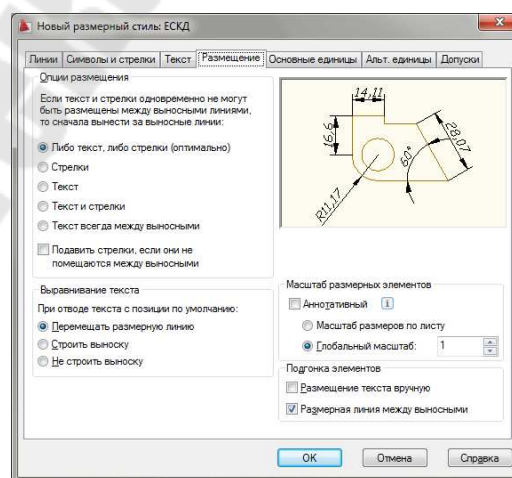 Новый размерный стиль: ЕСКД
Линии Символы и стрелки Текст Размещение Основные единицы Альт. единицы Допуски
Опции размещения
Если текст и стрелки одновременно не могут
быть размещены между выносными линиями,
то сначала вынести за выносные линии:
Либо текст, либо стрелки (оптимально)
Стрелки
Текст
Текст и стрелки
Текст всегда между выносными
Подавить стрелки, если они не
помещаются между выносными
Выравнивание текста
При отводе текста с позиции по умолчанию:
Перемещать размерную линию
Строить выноску
Не строить выноску
14,11
16,6
28,07
60°
R11,17
Масштаб размерных элементов
Аннотативный
Масштаб размеров по листу
Глобальный масштаб: 1
Подгонка элементов
Размещение текста вручную
Размерная линия между выносными
ОК Отмена Справка